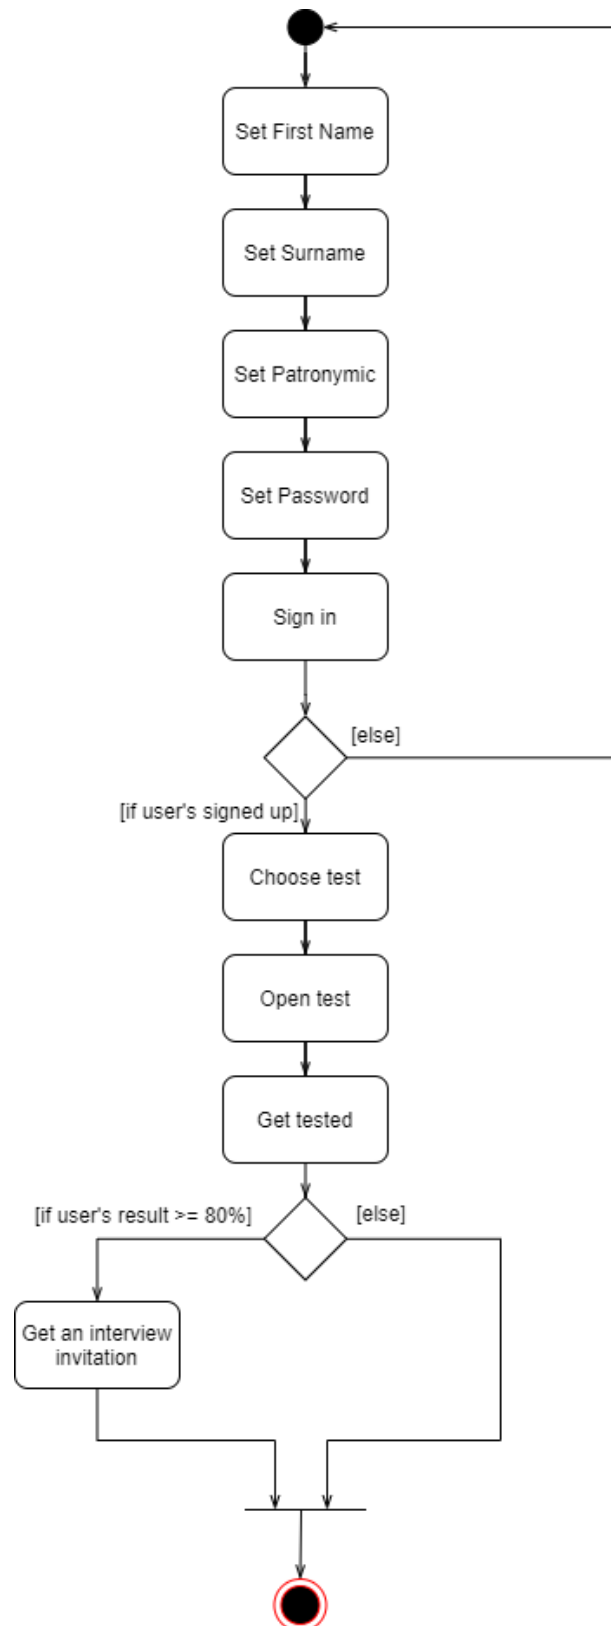 Set First Name
Set Surname
Set Patronymic
Set Password
Sign in
[else]
[if user's signed up]
Choose test
Open test
Get tested
[if user's result >= 80%]
[else]
Get an interview
invitation